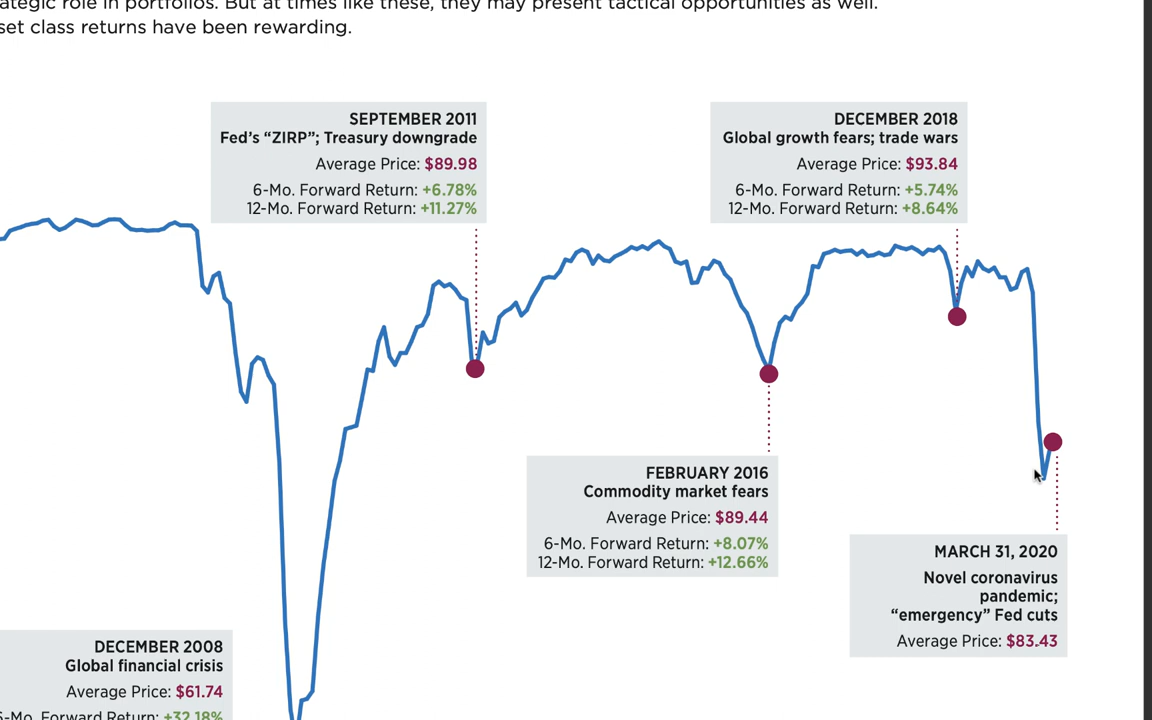 ategic role in portfolios. But at times like these, they may present tactical opportunities as well.
set class returns have been rewarding.
SEPTEMBER 2011
Fed's “ZIRP”; Treasury downgrade
Average Price: $89.98
6-Mo. Forward Return: +6.78%
12-Mo. Forward Return: +11.27%
DECEMBER 2018
Global growth fears; trade wars
Average Price: $93.84
6-Mo. Forward Return: +5.74%
12-Mo. Forward Return: +8.64%
FEBRUARY 2016
Commodity market fears
Average Price: $89.44
6-Mo. Forward Return: +8.07%
12-Mo. Forward Return: +12.66%
MARCH 31, 2020
Novel coronavirus
pandemic;
“emergency” Fed cuts
Average Price: $83.43
DECEMBER 2008
Global financial crisis
Average Price: $61.74
-Mo. Forward Return: +32.18%